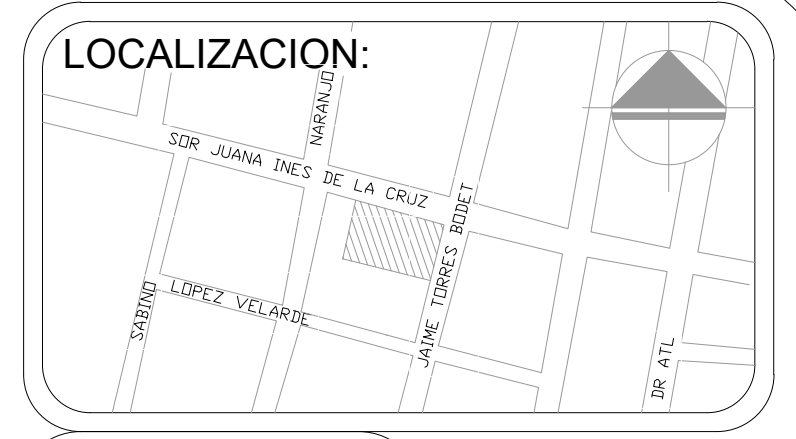 LOCALIZACION:
NARANJO
SOR JUANA INES DE LA CRUZ
JAIME TORRES BODET
SABINO
LOPEZ VELARDE
DR ATL